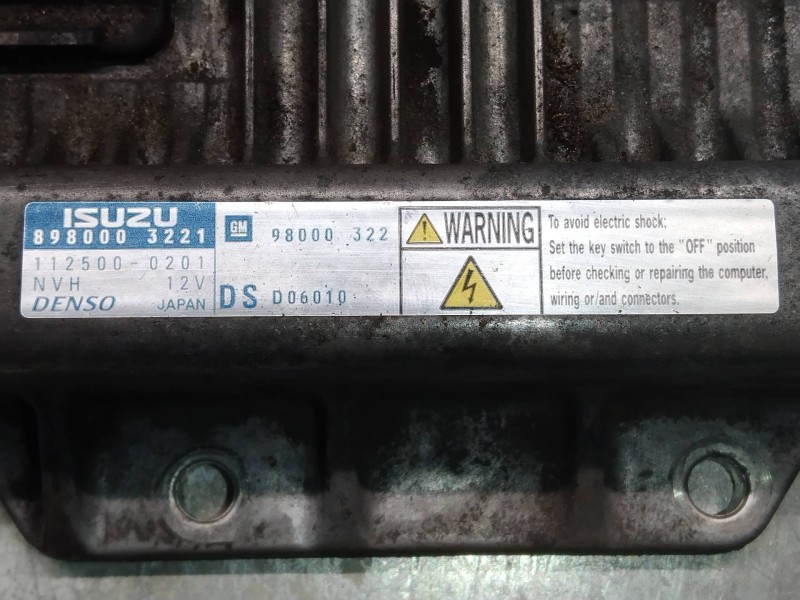 ISUZU
898000 3221
112500-0201
NVH 12V
DENSO JAPAN
GM 98000 322
DS D06010
WARNING
To avoid electric shock;
Set the key switch to the "OFF" position
before checking or repairing the computer,
wiring or/and connectors.